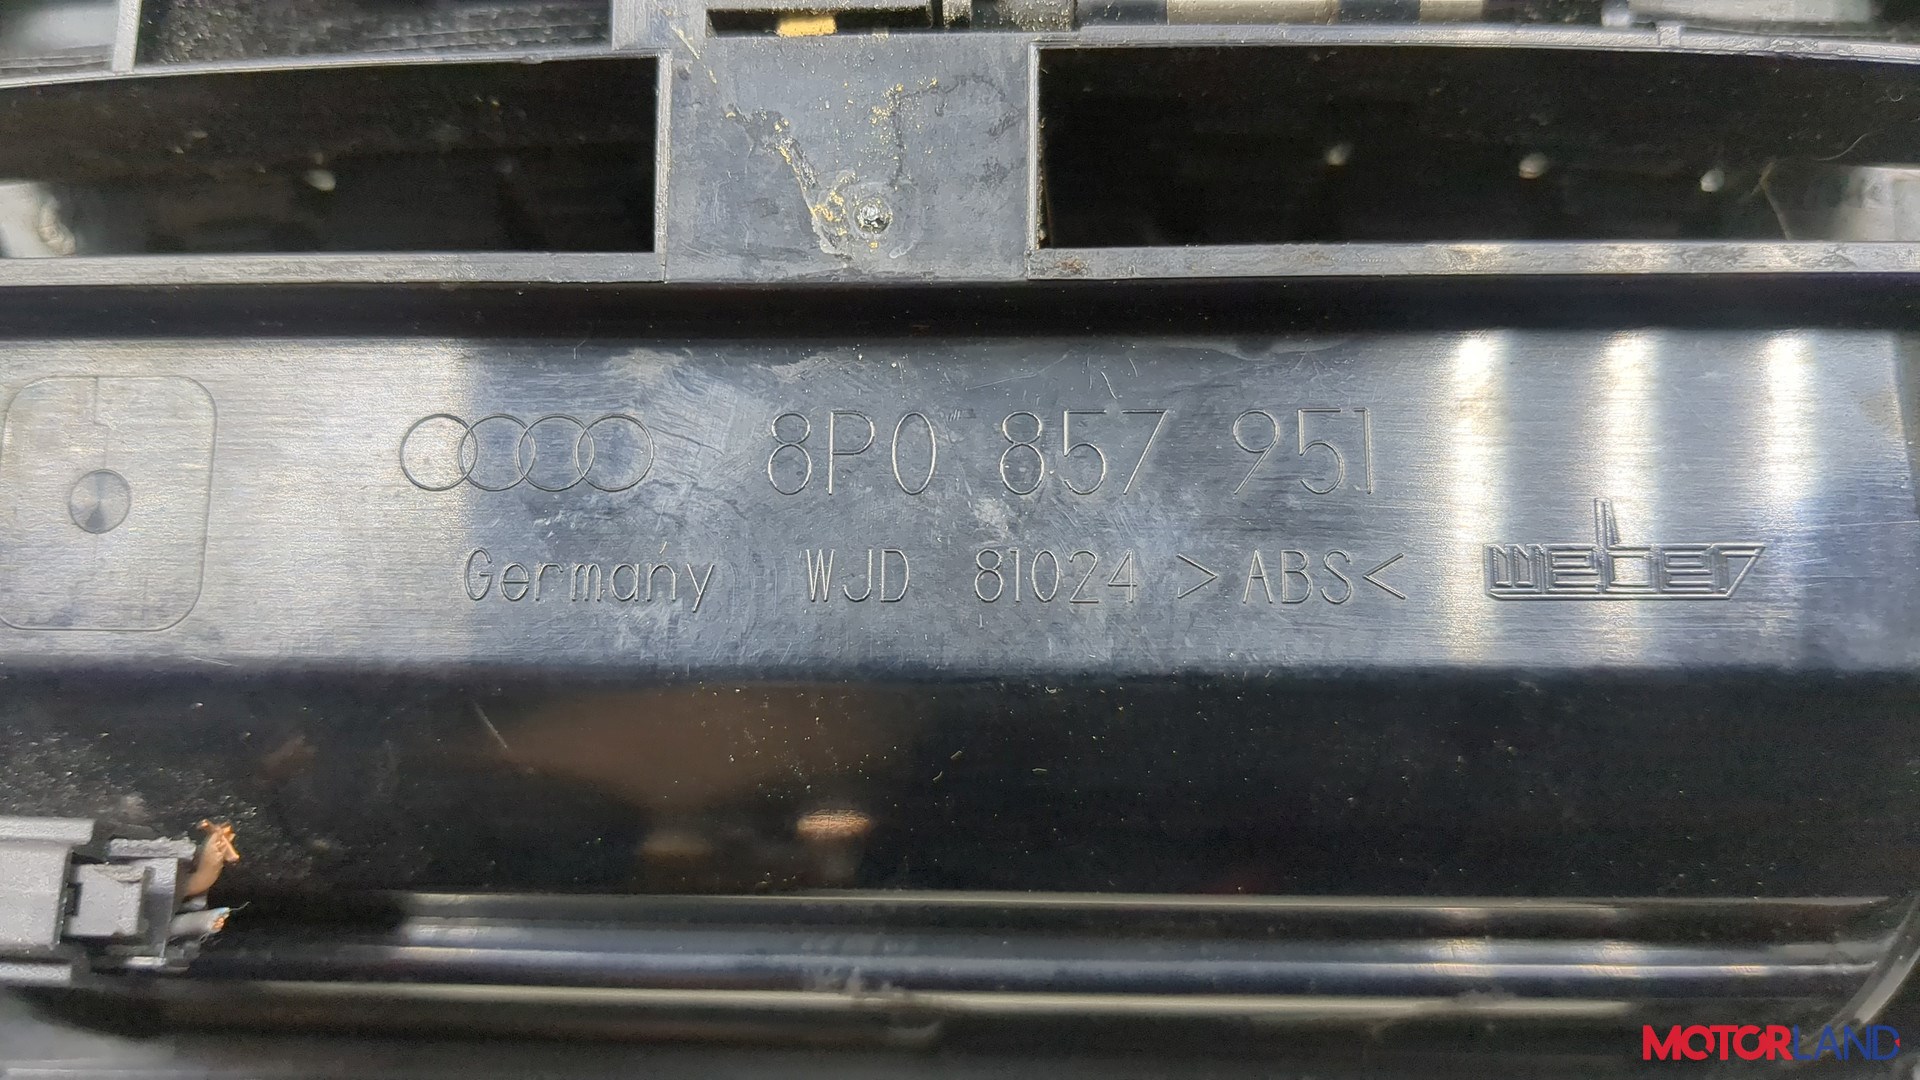 8P0 857 951
Germany WJD 81024 >ABS< weber
MOTORLAND